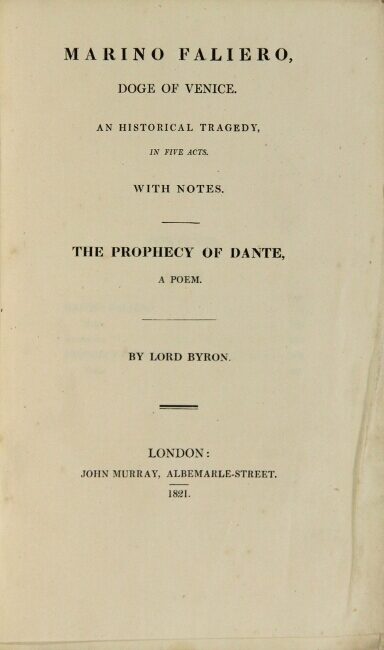 MARINO FALIERO,
DOGE OF VENICE.
AN HISTORICAL TRAGEDY,
IN FIVE ACTS.
WITH NOTES.
THE PROPHECY OF DANTE,
A POEM.
BY LORD BYRON.
LONDON:
JOHN MURRAY, ALBEMARLE-STREET.
1821.